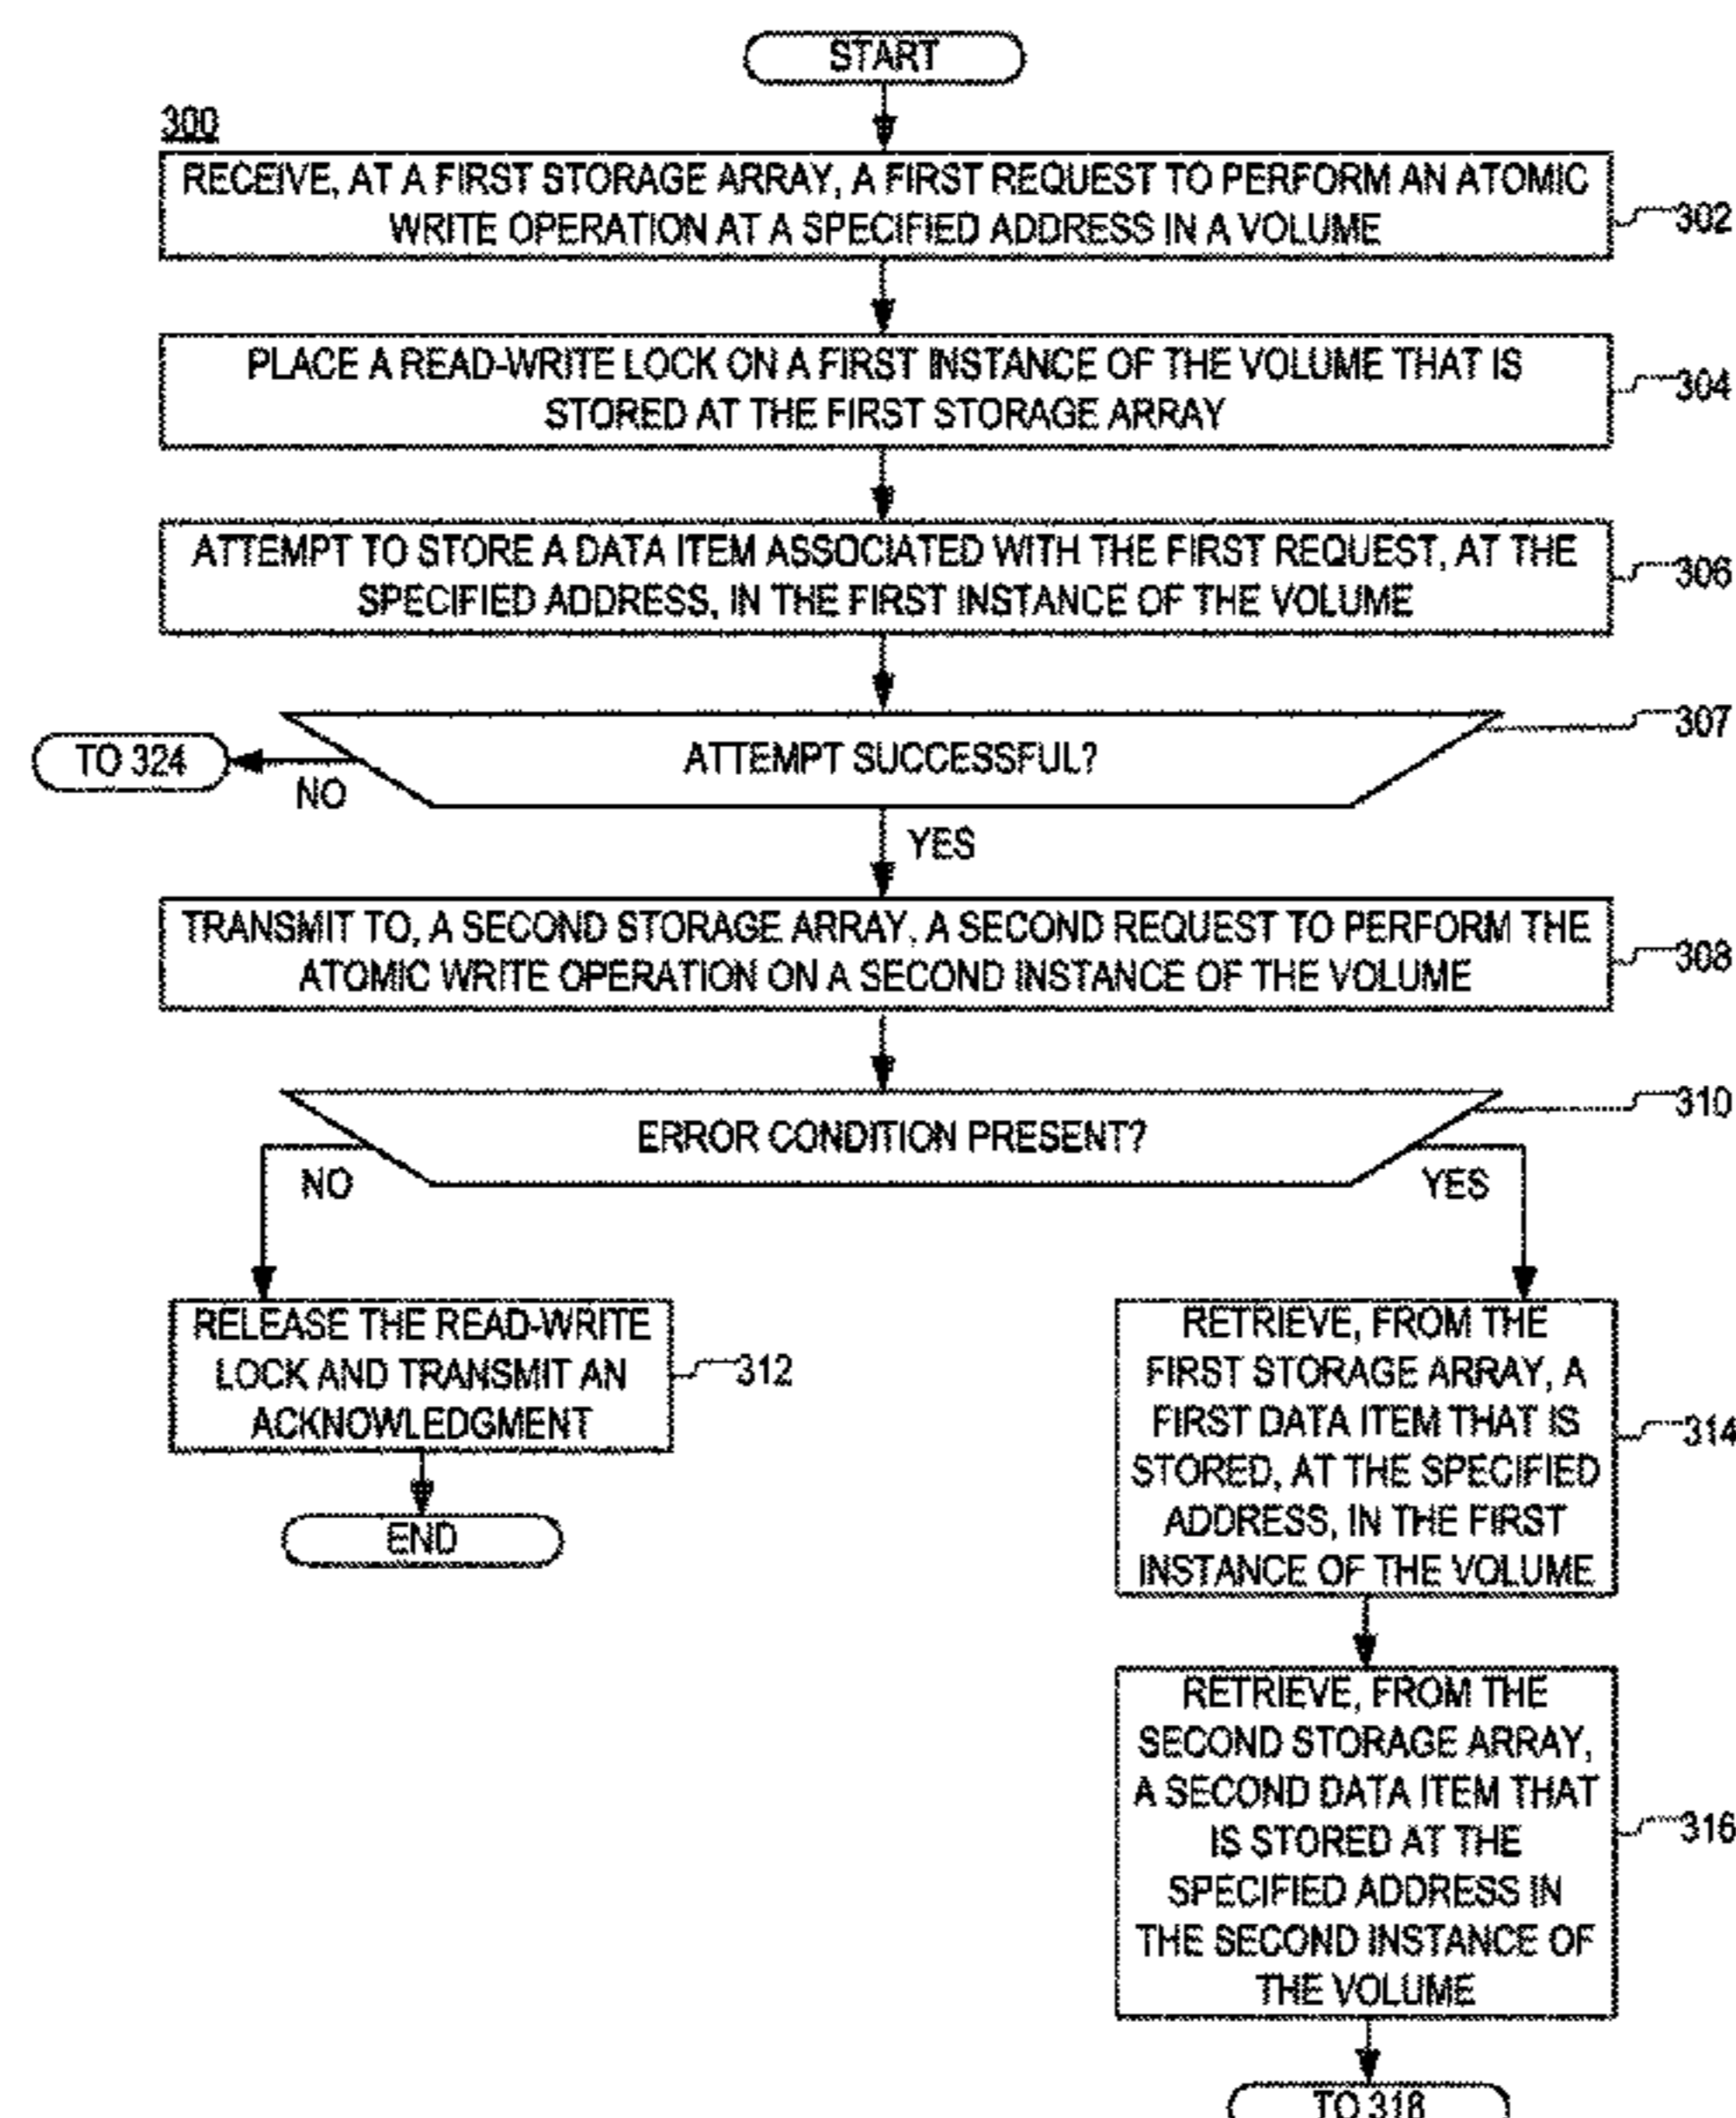 START
300
RECEIVE, AT A FIRST STORAGE ARRAY, A FIRST REQUEST TO PERFORM AN ATOMIC
WRITE OPERATION AT A SPECIFIED ADDRESS IN A VOLUME
302
PLACE A READ-WRITE LOCK ON A FIRST INSTANCE OF THE VOLUME THAT IS
STORED AT THE FIRST STORAGE ARRAY
304
ATTEMPT TO STORE A DATA ITEM ASSOCIATED WITH THE FIRST REQUEST, AT THE
SPECIFIED ADDRESS, IN THE FIRST INSTANCE OF THE VOLUME
306
307
ATTEMPT SUCCESSFUL?
TO 324
NO
YES
TRANSMIT TO, A SECOND STORAGE ARRAY, A SECOND REQUEST TO PERFORM THE
ATOMIC WRITE OPERATION ON A SECOND INSTANCE OF THE VOLUME
308
310
ERROR CONDITION PRESENT?
NO
YES
RELEASE THE READ-WRITE
LOCK AND TRANSMIT AN
ACKNOWLEDGMENT
312
END
RETRIEVE, FROM THE
FIRST STORAGE ARRAY, A
FIRST DATA ITEM THAT IS
STORED, AT THE SPECIFIED
ADDRESS, IN THE FIRST
INSTANCE OF THE VOLUME
314
RETRIEVE, FROM THE
SECOND STORAGE ARRAY,
A SECOND DATA ITEM THAT
IS STORED AT THE
SPECIFIED ADDRESS IN
THE SECOND INSTANCE OF
THE VOLUME
316
TO 318